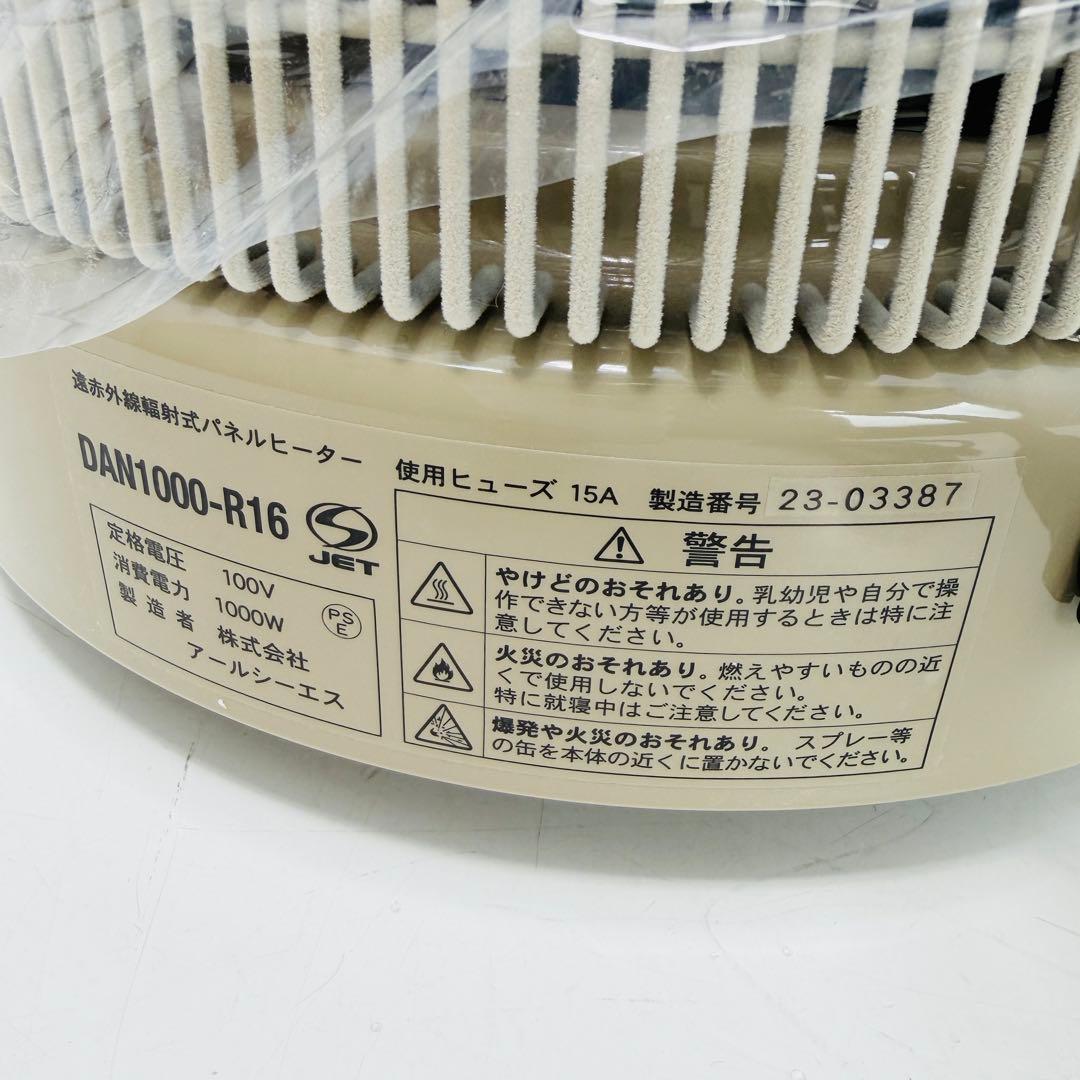 遠赤外線輻射式パネルヒーター
DAN1000-R16
JET
定格電圧 100V
消費電力 1000W
製造者 株式会社
アールシーエス
PS
E
使用ヒューズ 15A 製造番号 23-03387
警告
やけどのおそれあり。乳幼児や自分で操
作できない方等が使用するときは特に注
意してください。
火災のおそれあり。燃えやすいものの近
くで使用しないでください。
特に就寝中はご注意してください。
爆発や火災のおそれあり。 スプレー等
の缶を本体の近くに置かないでください。